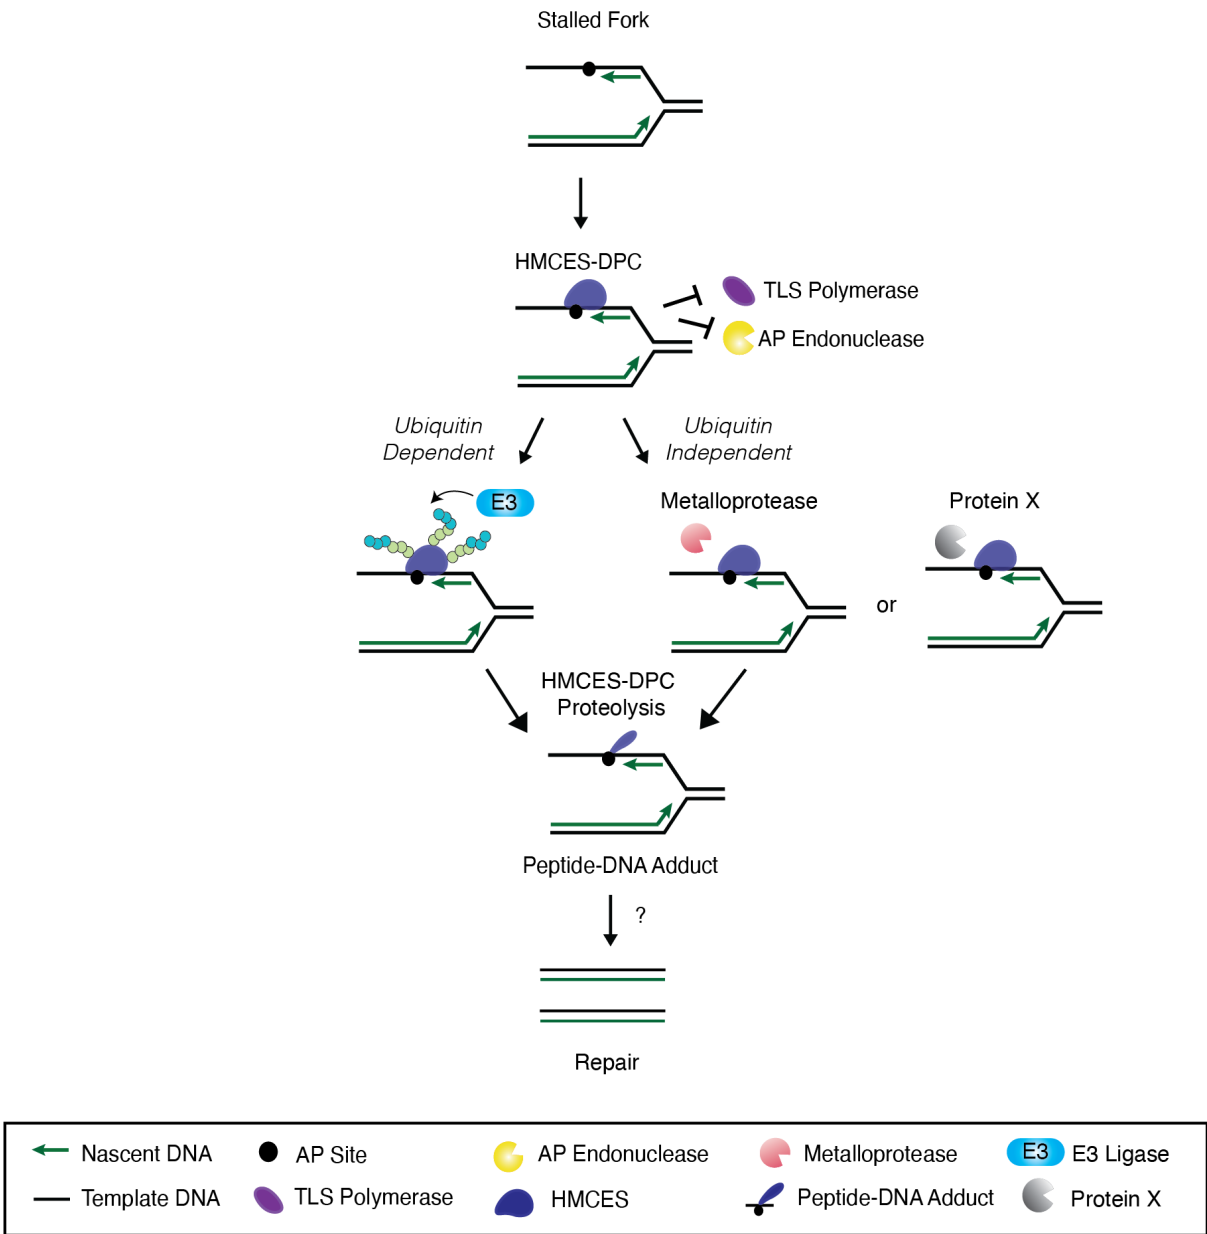 Stalled Fork
HMCES-DPC
TLS Polymerase
AP Endonuclease
Ubiquitin
Dependent
Ubiquitin
Independent
E3
Metalloprotease
Protein X
or
HMCES-DPC
Proteolysis
Peptide-DNA Adduct
?
Repair
Nascent DNA
AP Site
AP Endonuclease
Metalloprotease
E3
E3 Ligase
Template DNA
TLS Polymerase
HMCES
Peptide-DNA Adduct
Protein X